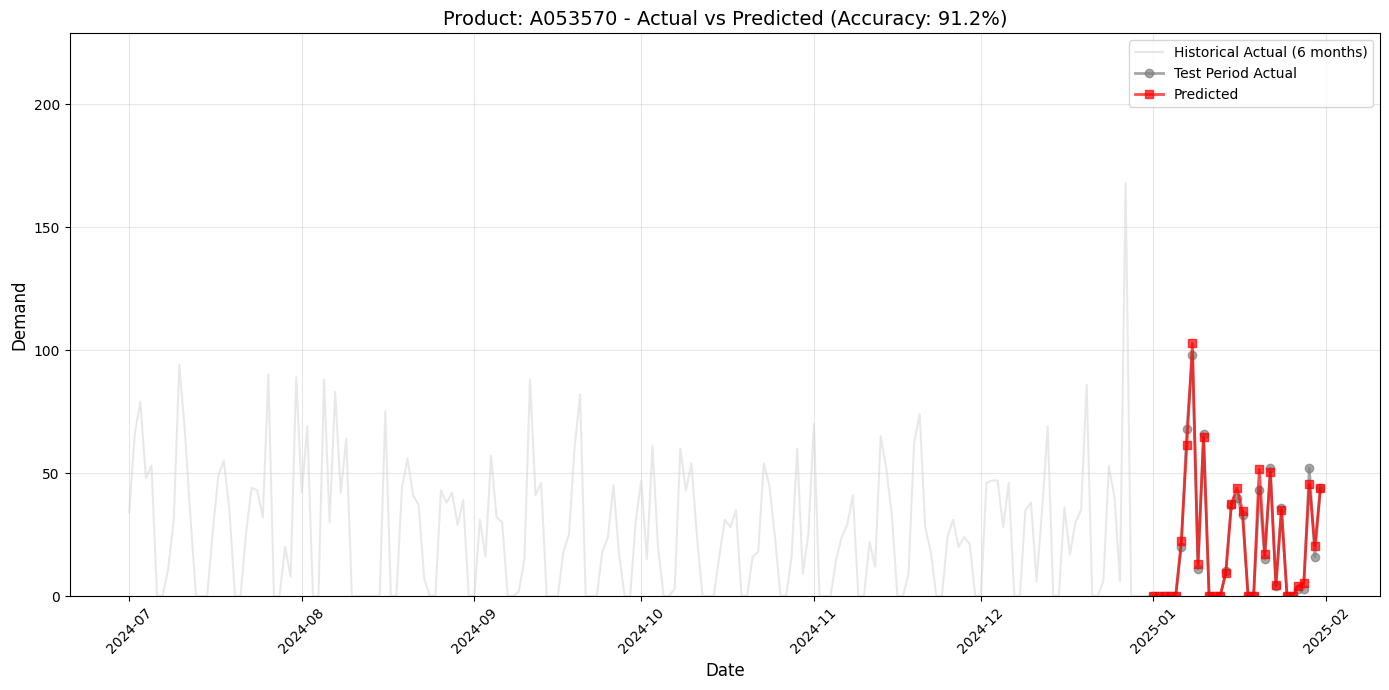 Product: A053570 - Actual vs Predicted (Accuracy: 91.2%)
Historical Actual (6 months)
Test Period Actual
Predicted
Demand
200
150
100
50
0
2024-07
2024-08
2024-09
2024-10
2024-11
2024-12
2025-01
2025-02
Date